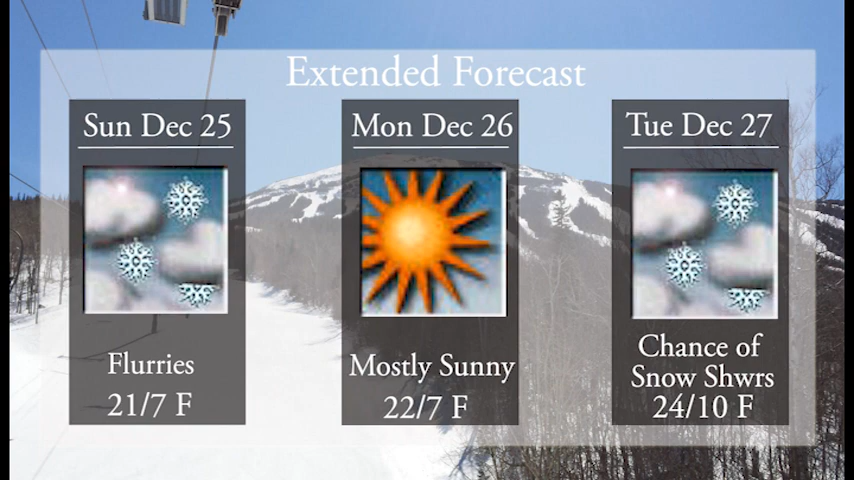 Extended Forecast
Sun Dec 25
Flurries
21/7 F
Mon Dec 26
Mostly Sunny
22/7 F
Tue Dec 27
Chance of
Snow Shwrs
24/10 F